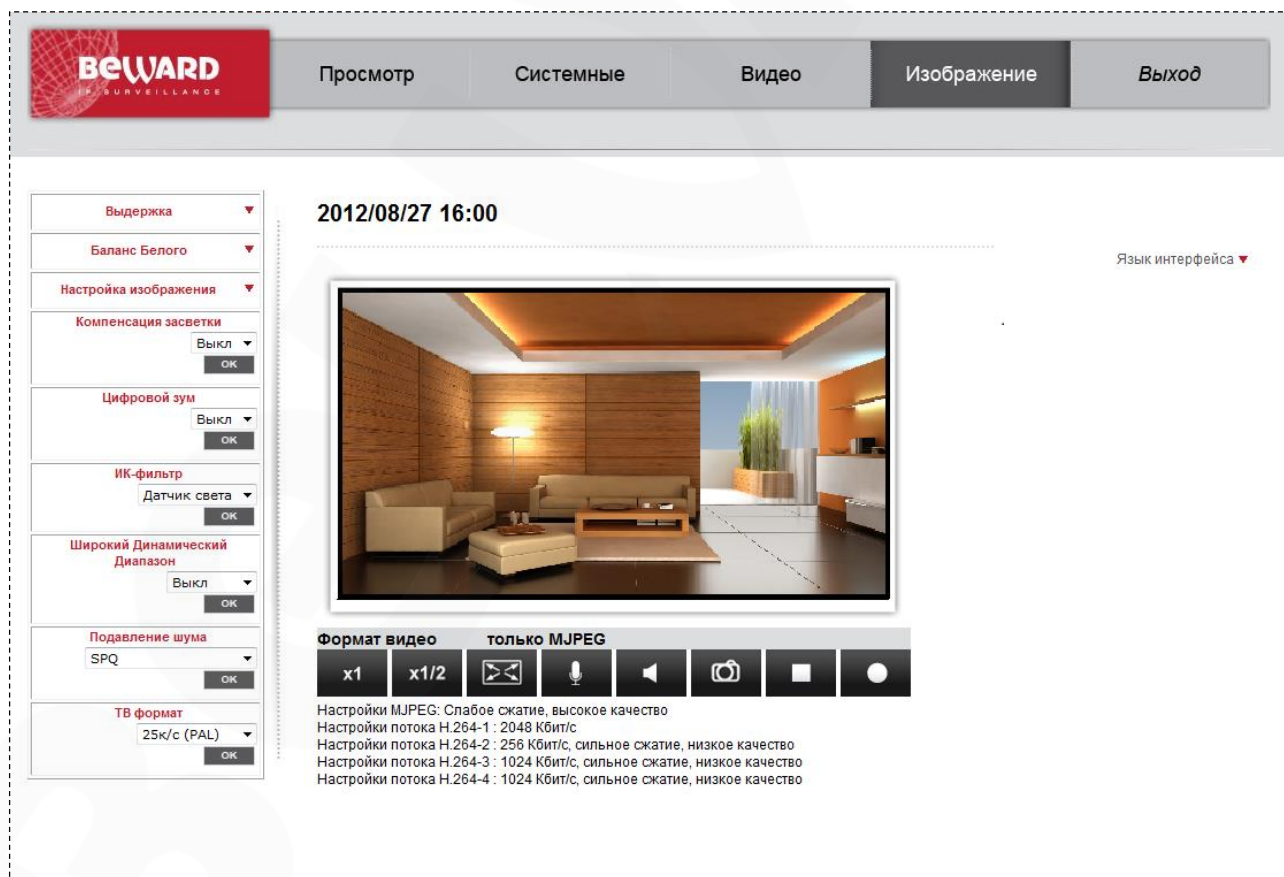 BEWARD
IP SURVEILLANCE
Просмотр
Системные
Видео
Изображение
Выход
Выдержка
Баланс Белого
Настройка изображения
Компенсация засветки
Выкл
OK
Цифровой зум
Выкл
OK
ИК-фильтр
Датчик света
OK
Широкий Динамический
Диапазон
Выкл
OK
Подавление шума
SPQ
OK
ТВ формат
25к/с (PAL)
OK
2012/08/27 16:00
Язык интерфейса
Формат видео только MJPEG
x1
x1/2
Настройки MJPEG: Слабое сжатие, высокое качество
Настройки потока H.264-1 : 2048 Кбит/с
Настройки потока H.264-2 : 256 Кбит/с, сильное сжатие, низкое качество
Настройки потока H.264-3 : 1024 Кбит/с, сильное сжатие, низкое качество
Настройки потока H.264-4 : 1024 Кбит/с, сильное сжатие, низкое качество